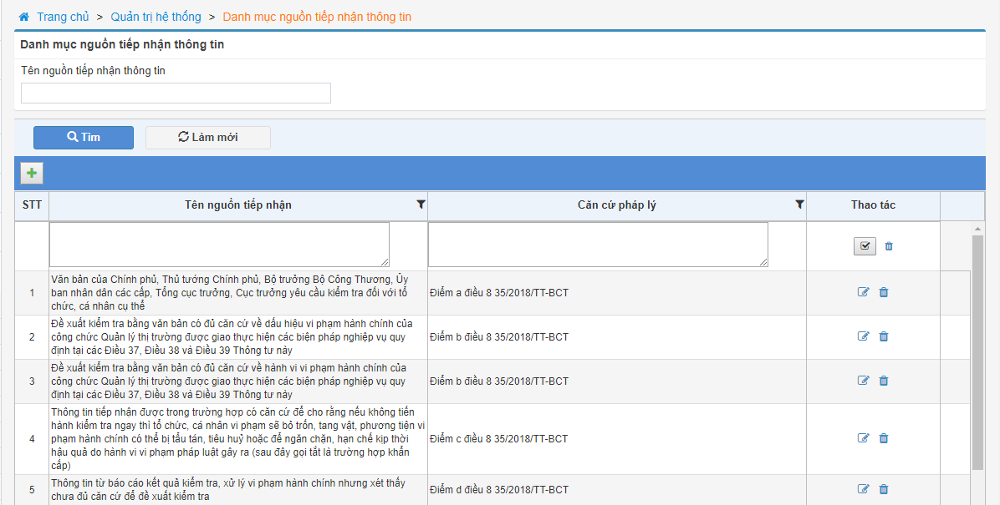 Trang chủ > Quản trị hệ thống > Danh mục nguồn tiếp nhận thông tin
Danh mục nguồn tiếp nhận thông tin
Tên nguồn tiếp nhận thông tin
Tìm Làm mới
STT Tên nguồn tiếp nhận Căn cứ pháp lý Thao tác
1
Văn bản của Chính phủ, Thủ tướng Chính phủ, Bộ trưởng Bộ Công Thương, Ủy
ban nhân dân các cấp, Tổng cục trưởng, Cục trưởng yêu cầu kiểm tra đối với tổ
chức, cá nhân cụ thể
Điểm a điều 8 35/2018/TT-BCT
2
Đề xuất kiểm tra bằng văn bản có đủ căn cứ về dấu hiệu vi phạm hành chính của
công chức Quản lý thị trường được giao thực hiện các biện pháp nghiệp vụ quy
định tại các Điều 37, Điều 38 và Điều 39 Thông tư này
Điểm b điều 8 35/2018/TT-BCT
3
Đề xuất kiểm tra bằng văn bản có đủ căn cứ về hành vi vi phạm hành chính của
công chức Quản lý thị trường được giao thực hiện các biện pháp nghiệp vụ quy
định tại các Điều 37, Điều 38 và Điều 39 Thông tư này
Điểm b điều 8 35/2018/TT-BCT
4
Thông tin tiếp nhận được trong trường hợp có căn cứ để cho rằng nếu không tiến
hành kiểm tra ngay thì tổ chức, cá nhân vi phạm sẽ bỏ trốn, tang vật, phương tiện vi
phạm hành chính có thể bị tẩu tán, tiêu huỷ hoặc để ngăn chặn, hạn chế kịp thời
hậu quả do hành vi vi phạm pháp luật gây ra (sau đây gọi tắt là trường hợp khẩn
cấp)
Điểm c điều 8 35/2018/TT-BCT
5
Thông tin từ báo cáo kết quả kiểm tra, xử lý vi phạm hành chính nhưng xét thấy
chưa đủ căn cứ để đề xuất kiểm tra
Điểm d điều 8 35/2018/TT-BCT